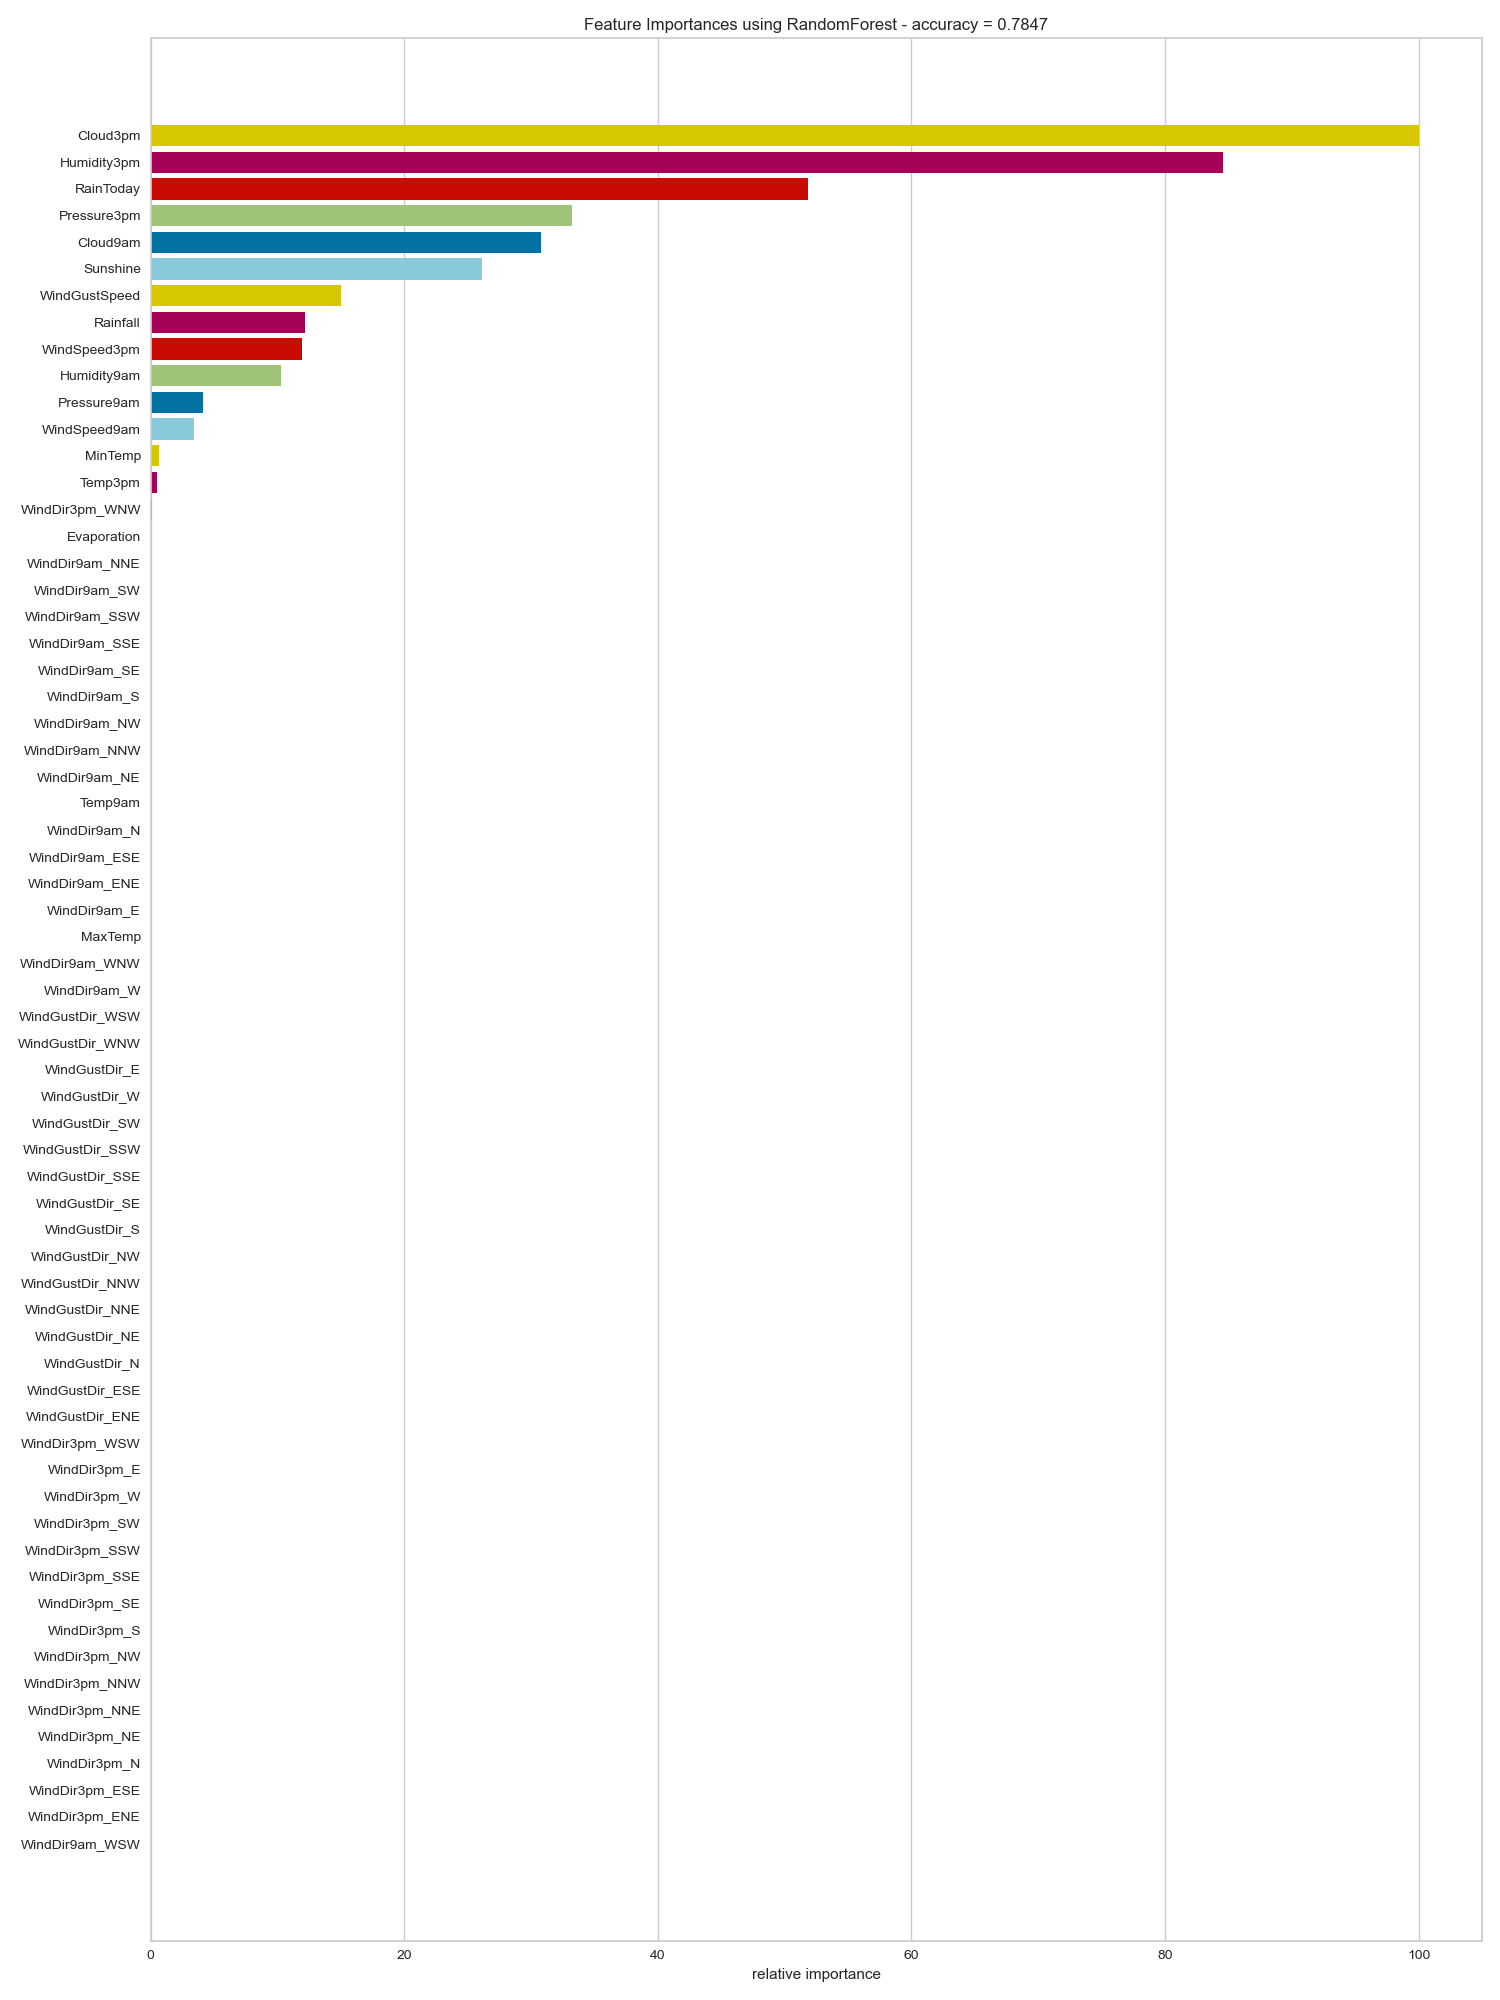 Feature Importances using RandomForest - accuracy = 0.7847
Cloud3pm
Humidity3pm
RainToday
Pressure3pm
Cloud9am
Sunshine
WindGustSpeed
Rainfall
WindSpeed3pm
Humidity9am
Pressure9am
WindSpeed9am
MinTemp
Temp3pm
WindDir3pm_WNW
Evaporation
WindDir9am_NNE
WindDir9am_SW
WindDir9am_SSW
WindDir9am_SSE
WindDir9am_SE
WindDir9am_S
WindDir9am_NW
WindDir9am_NNW
WindDir9am_NE
Temp9am
WindDir9am_N
WindDir9am_ESE
WindDir9am_ENE
WindDir9am_E
MaxTemp
WindDir9am_WNW
WindDir9am_W
WindGustDir_WSW
WindGustDir_WNW
WindGustDir_E
WindGustDir_W
WindGustDir_SW
WindGustDir_SSW
WindGustDir_SSE
WindGustDir_SE
WindGustDir_S
WindGustDir_NW
WindGustDir_NNW
WindGustDir_NNE
WindGustDir_NE
WindGustDir_N
WindGustDir_ESE
WindGustDir_ENE
WindDir3pm_WSW
WindDir3pm_E
WindDir3pm_W
WindDir3pm_SW
WindDir3pm_SSW
WindDir3pm_SSE
WindDir3pm_SE
WindDir3pm_S
WindDir3pm_NW
WindDir3pm_NNW
WindDir3pm_NNE
WindDir3pm_NE
WindDir3pm_N
WindDir3pm_ESE
WindDir3pm_ENE
WindDir9am_WSW
0 20 40 60 80 100
relative importance